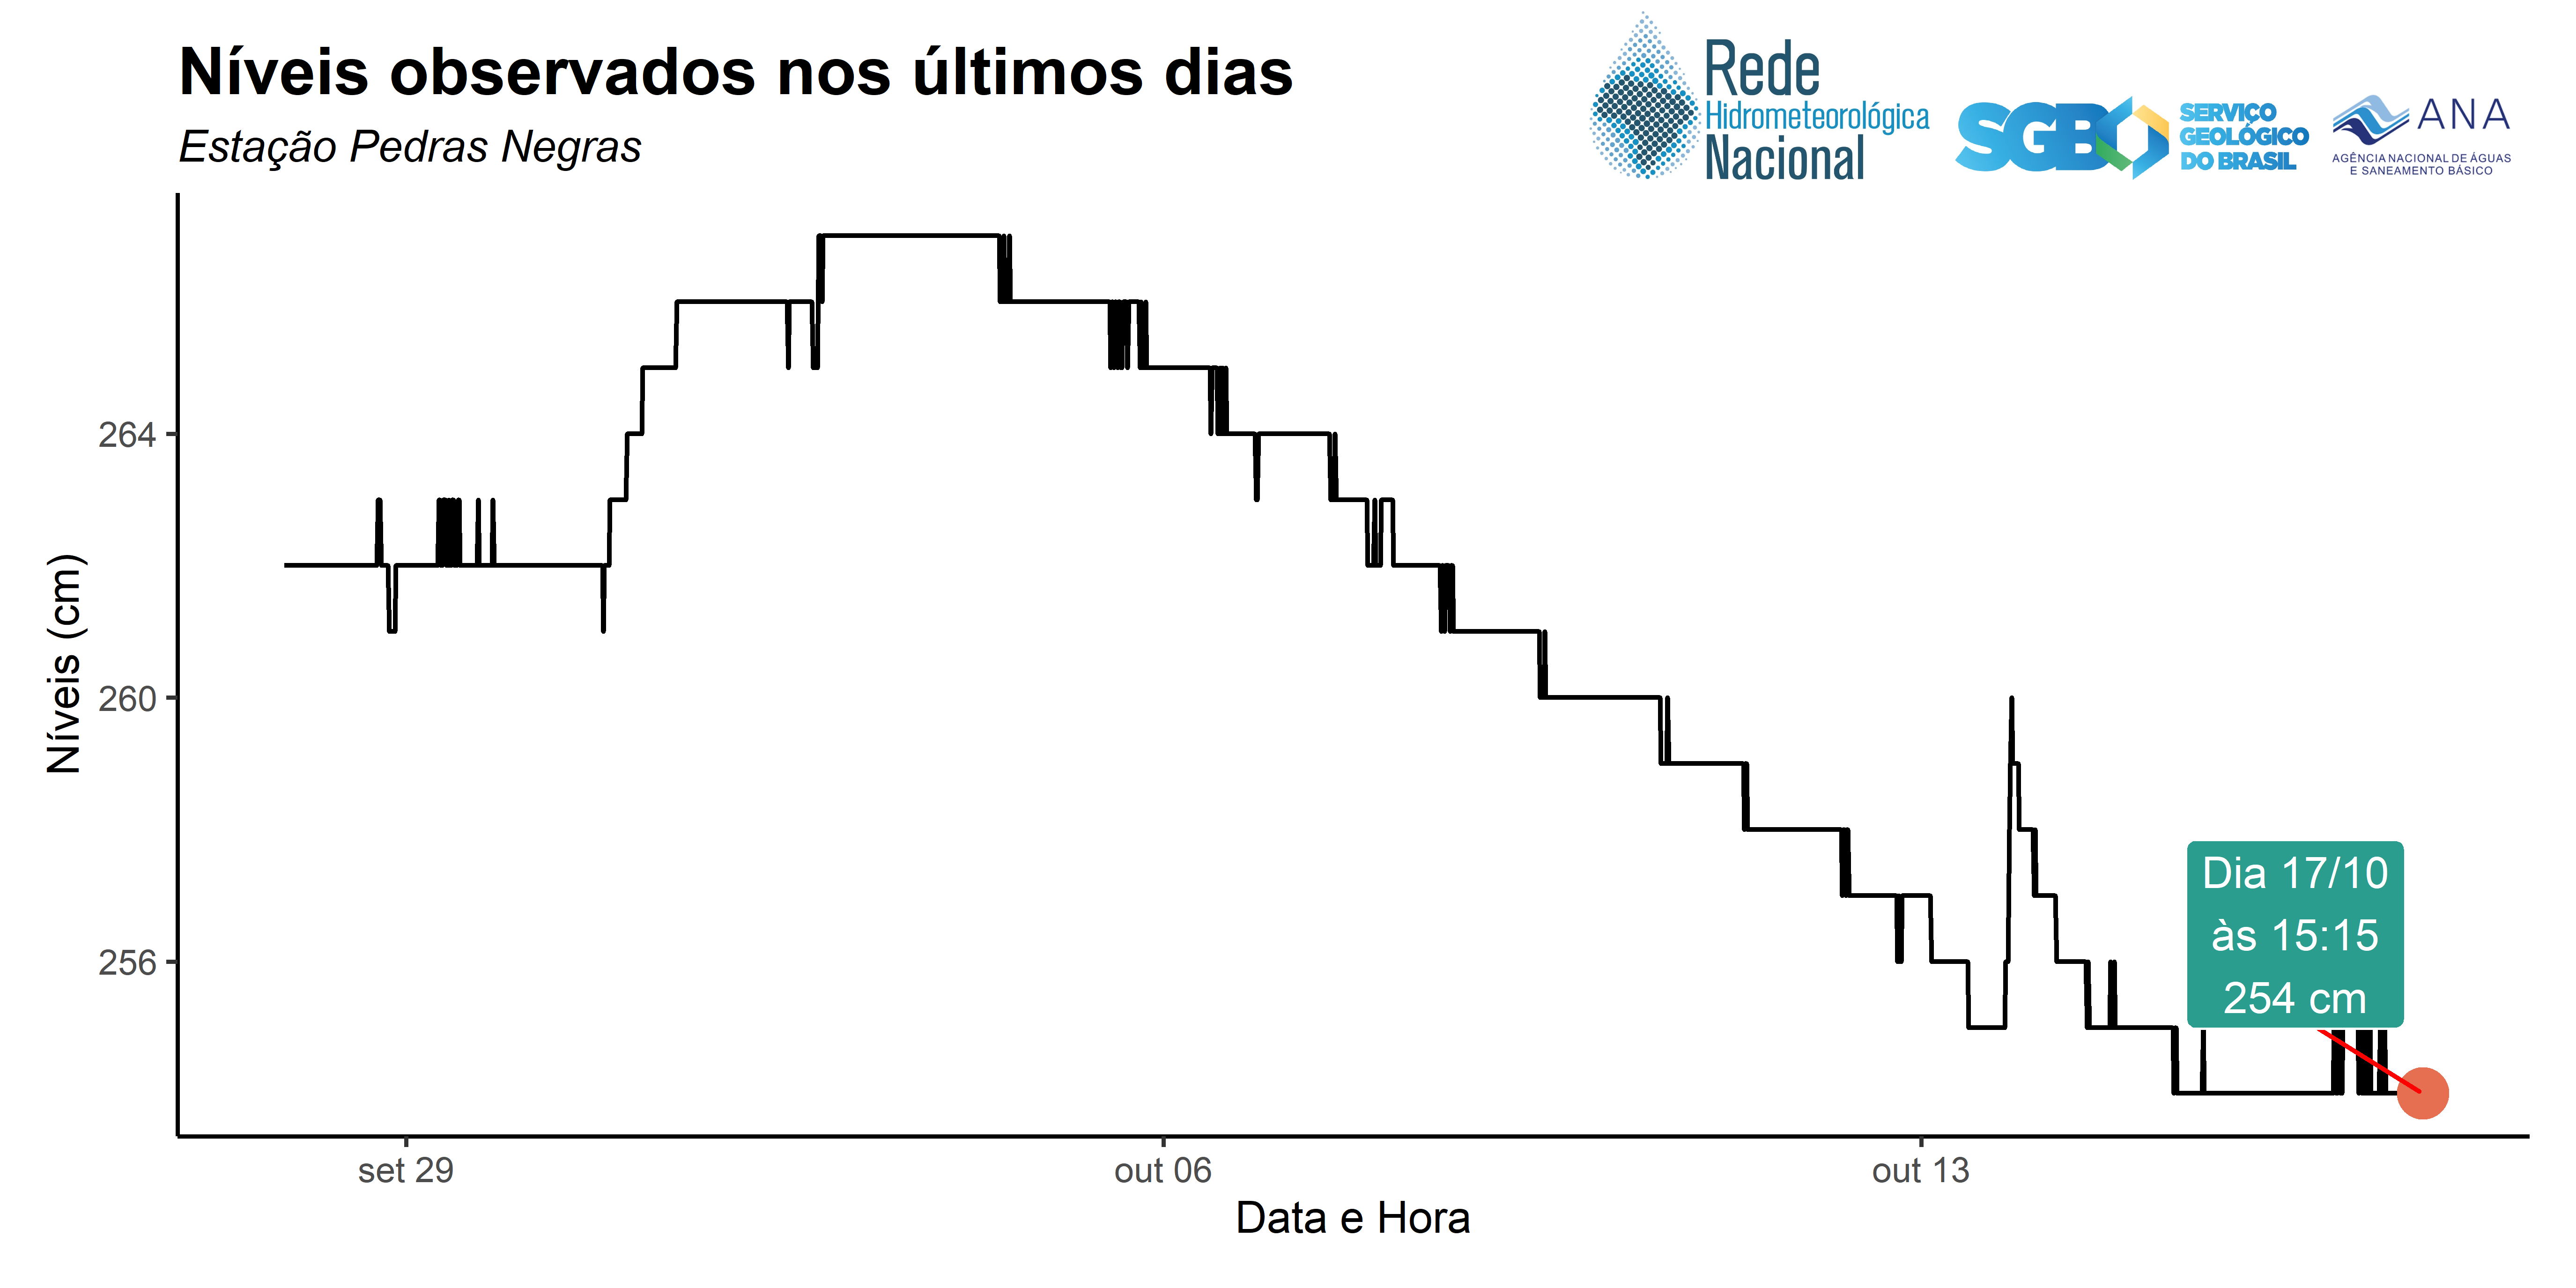 Níveis observados nos últimos dias
Estação Pedras Negras
Rede
Hidrometeorológica
Nacional
SGB
SERVIÇO
GEOLÓGICO
DO BRASIL
ANA
AGÊNCIA NACIONAL DE ÁGUAS
E SANEAMENTO BÁSICO
Níveis (cm)
264
260
256
Dia 17/10
às 15:15
254 cm
set 29
out 06
out 13
Data e Hora